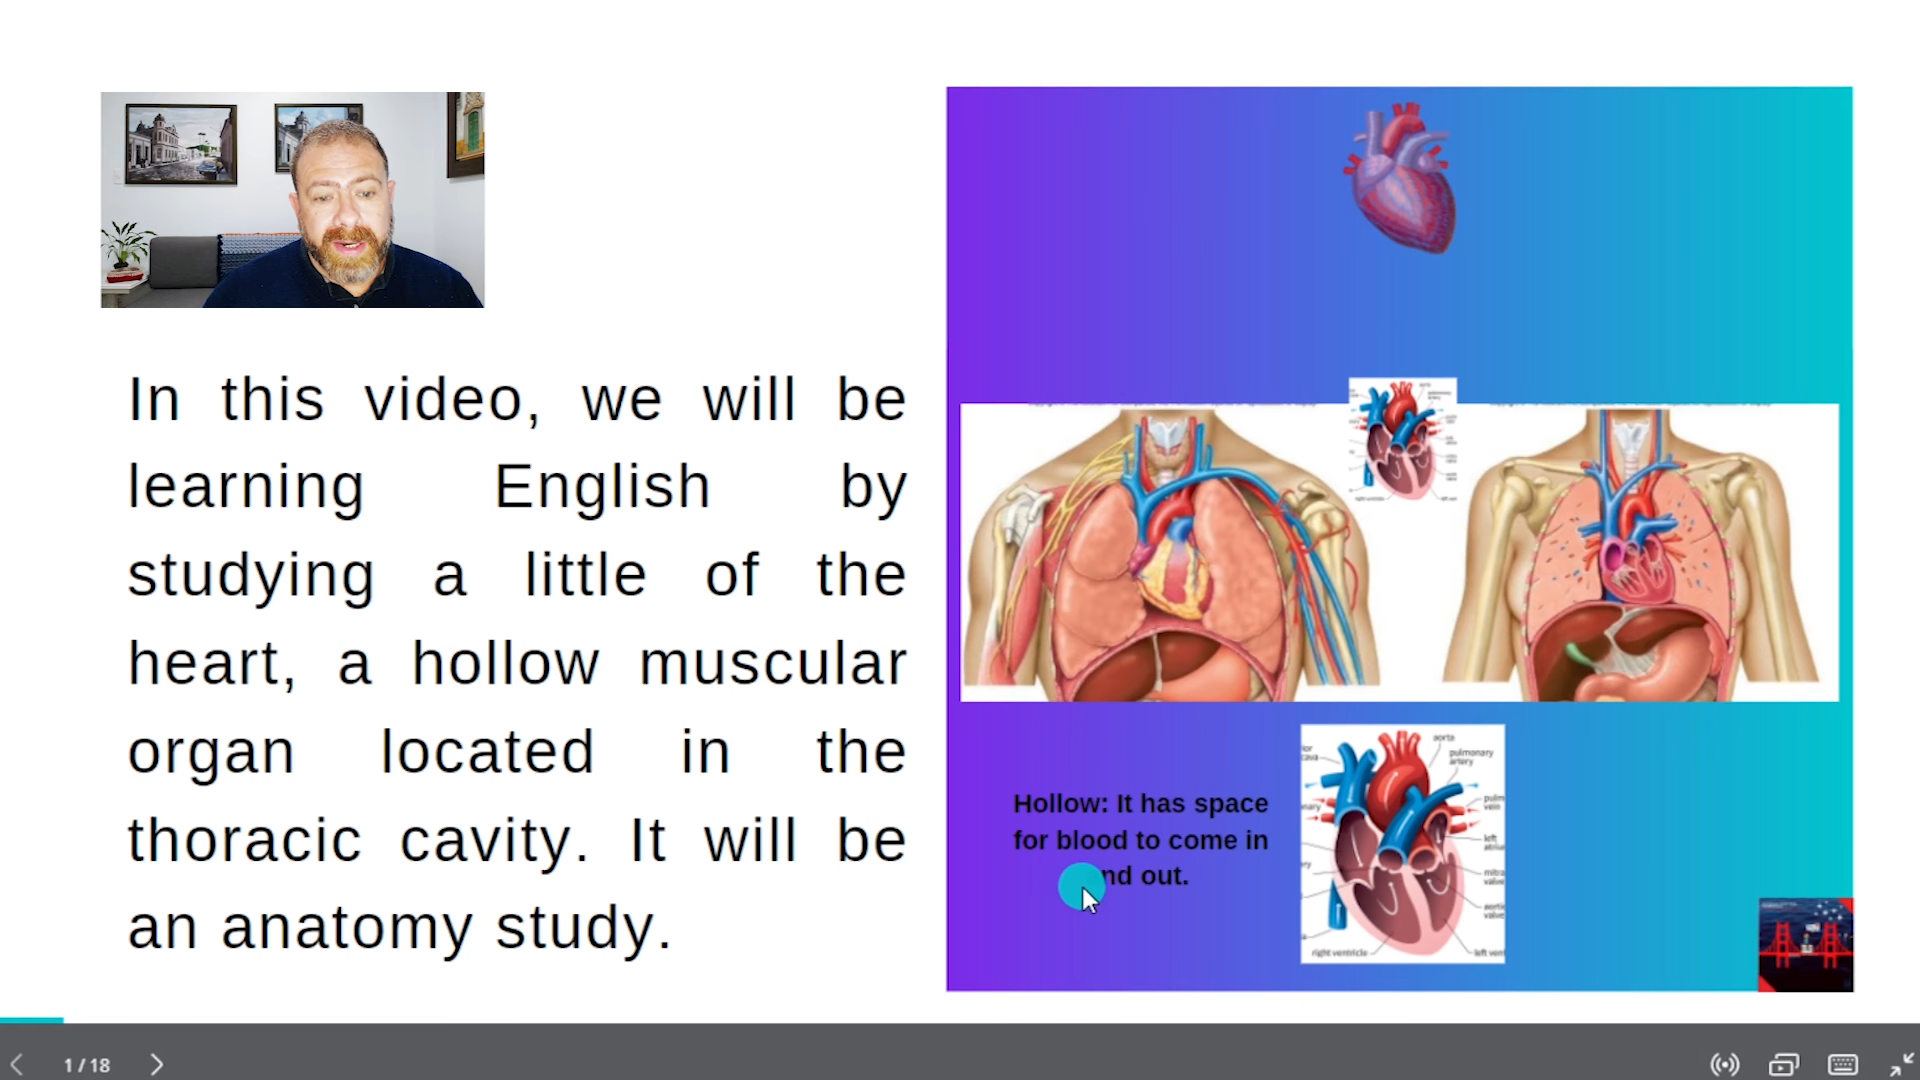 In this video, we will be
learning English by
studying a little of the
heart, a hollow muscular
organ located in the
thoracic cavity. It will be
an anatomy study.
Hollow: It has space
for blood to come in
nd out.
aorta
pulmonary
artery
left
valve
valve
right ventricle
1 / 18